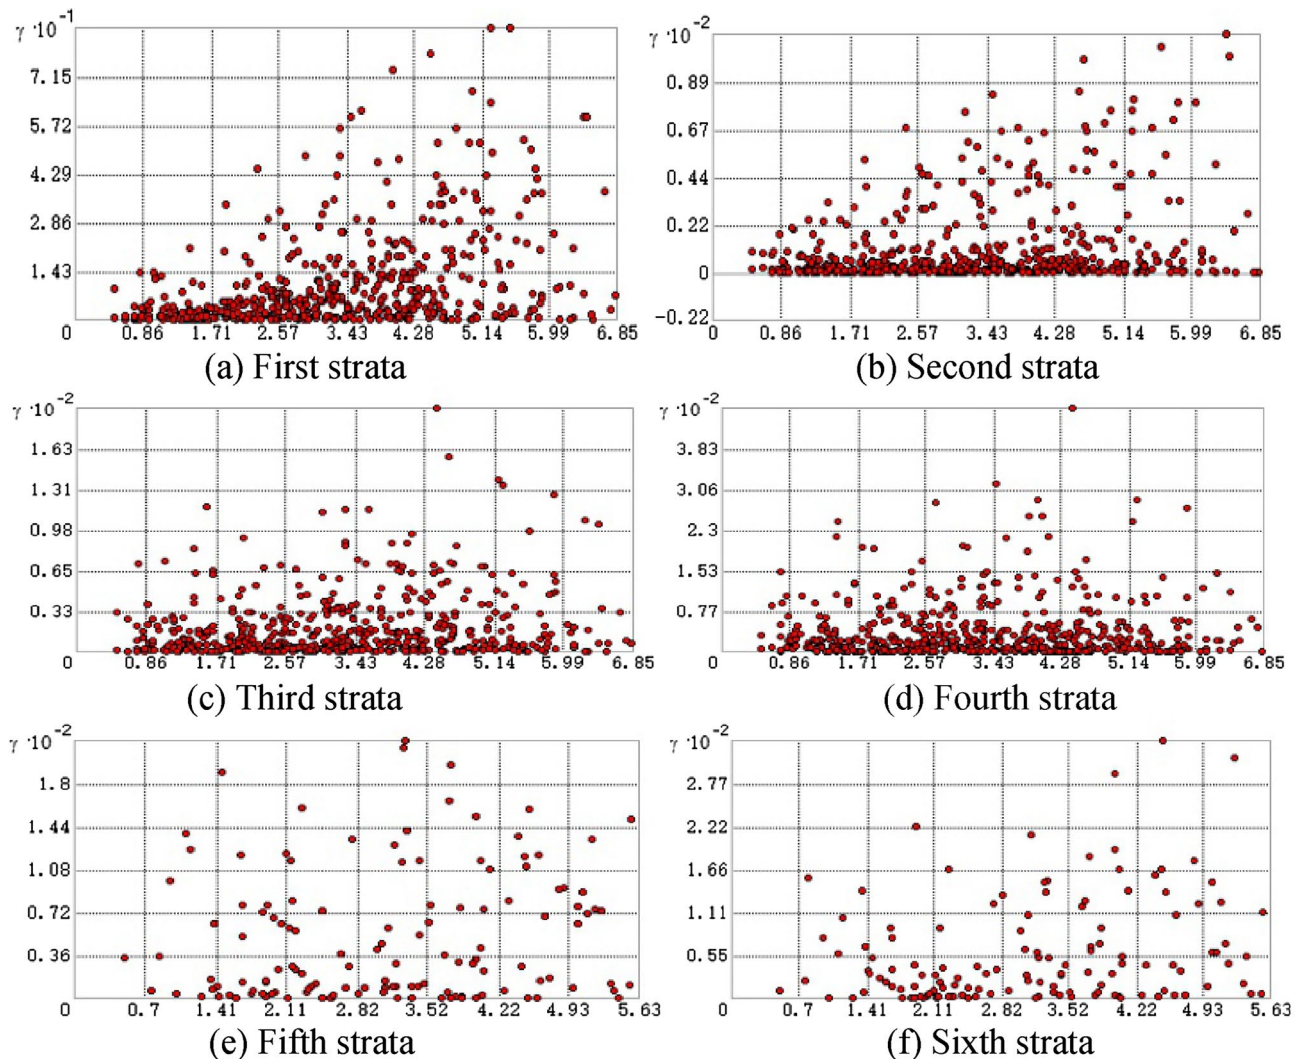 γ ·10⁻¹
7.15
5.72
4.29
2.86
1.43
0 0.86 1.71 2.57 3.43 4.28 5.14 5.99 6.85
(a) First strata
γ ·10⁻²
0.89
0.67
0.44
0.22
0
-0.22
0 0.86 1.71 2.57 3.43 4.28 5.14 5.99 6.85
(b) Second strata
γ ·10⁻²
1.63
1.31
0.98
0.65
0.33
0 0.86 1.71 2.57 3.43 4.28 5.14 5.99 6.85
(c) Third strata
γ ·10⁻²
3.83
3.06
2.3
1.53
0.77
0 0.86 1.71 2.57 3.43 4.28 5.14 5.99 6.85
(d) Fourth strata
γ ·10⁻²
1.8
1.44
1.08
0.72
0.36
0 0.7 1.41 2.11 2.82 3.52 4.22 4.93 5.63
(e) Fifth strata
γ ·10⁻²
2.77
2.22
1.66
1.11
0.55
0 0.7 1.41 2.11 2.82 3.52 4.22 4.93 5.63
(f) Sixth strata